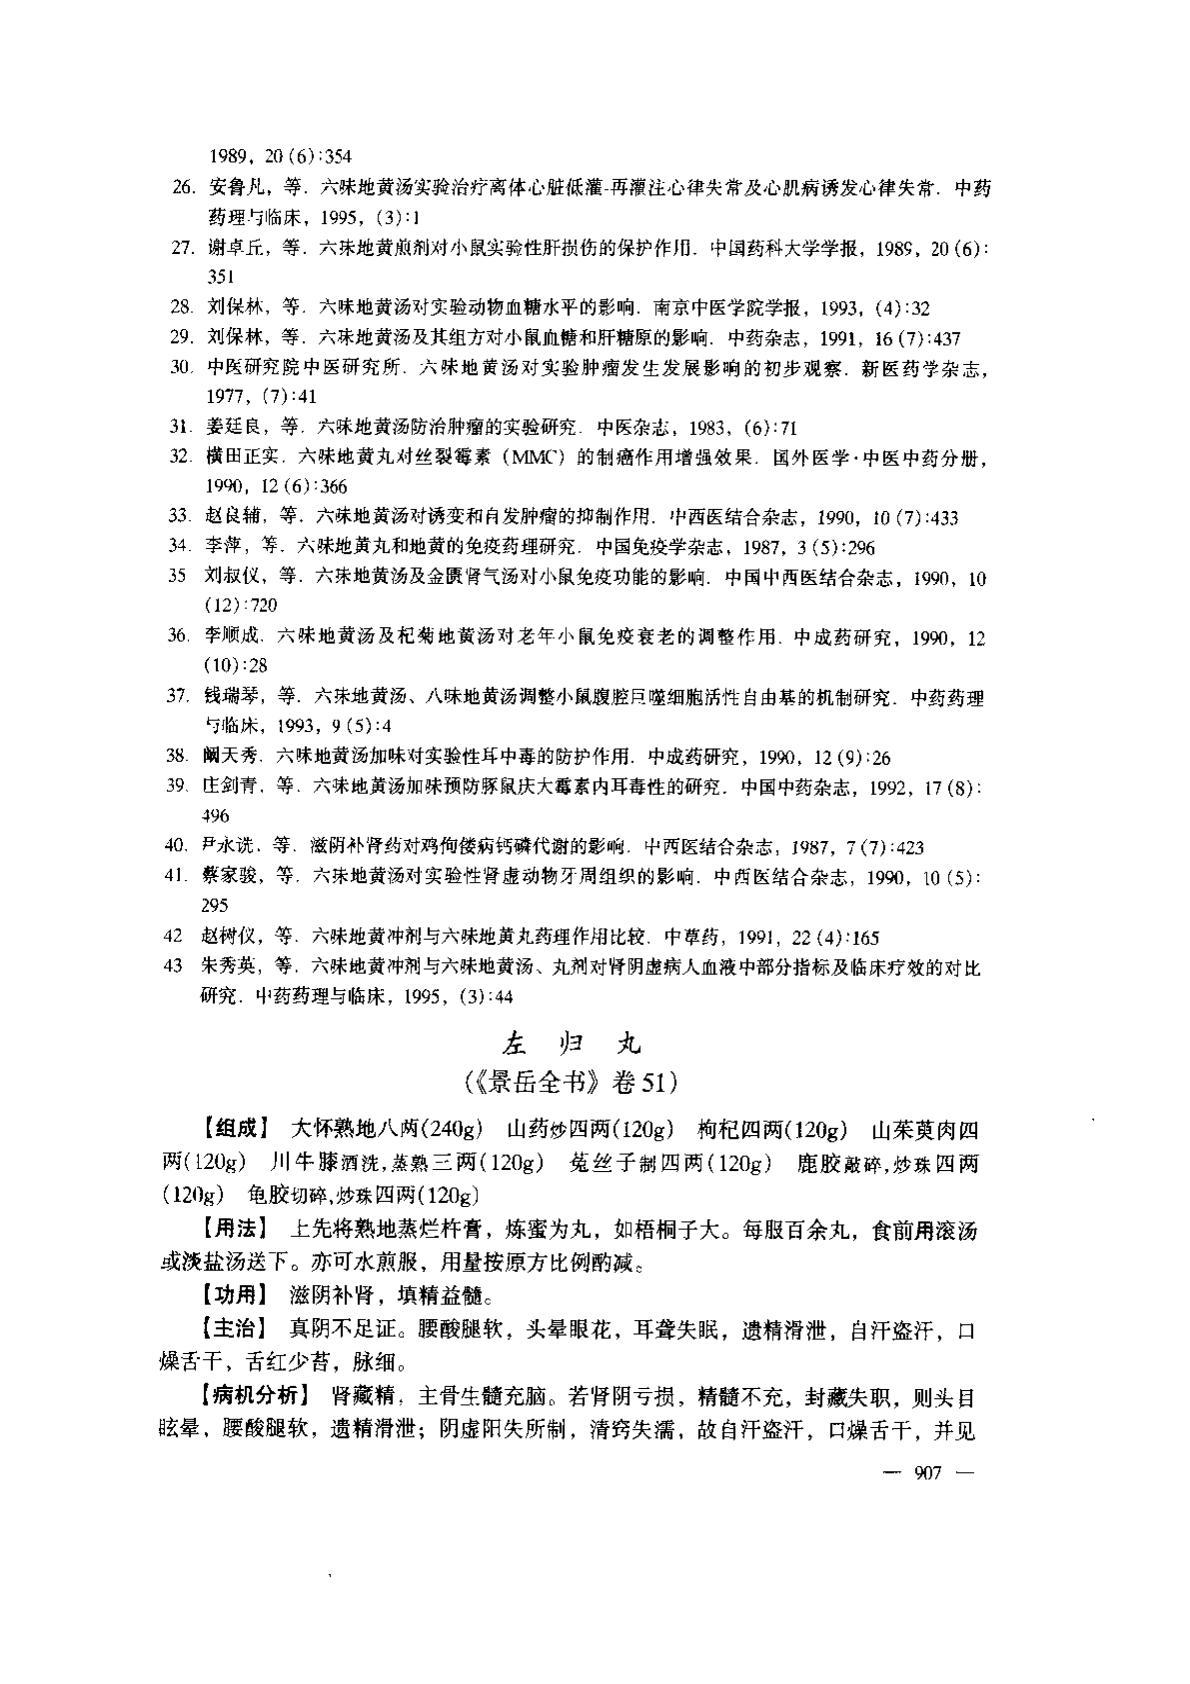 1989，20 (6)：354
26. 安鲁凡，等．六味地黄汤实验治疗离体心脏低灌-再灌注心律失常及心肌病诱发心律失常．中药
药理与临床，1995，(3)：1
27. 谢卓丘，等．六味地黄煎剂对小鼠实验性肝损伤的保护作用．中国药科大学学报，1989，20 (6)：
351
28. 刘保林，等．六味地黄汤对实验动物血糖水平的影响．南京中医学院学报，1993，(4)：32
29. 刘保林，等．六味地黄汤及其组方对小鼠血糖和肝糖原的影响．中药杂志，1991，16 (7)：437
30. 中医研究院中医研究所．六味地黄汤对实验肿瘤发生发展影响的初步观察．新医药学杂志，
1977，(7)：41
31. 姜廷良，等．六味地黄汤防治肿瘤的实验研究．中医杂志，1983，(6)：71
32. 横田正实．六味地黄丸对丝裂霉素（MMC）的制癌作用增强效果．国外医学·中医中药分册，
1990，12 (6)：366
33. 赵良辅，等．六味地黄汤对诱变和自发肿瘤的抑制作用．中西医结合杂志，1990，10 (7)：433
34. 李萍，等．六味地黄丸和地黄的免疫药理研究．中国免疫学杂志，1987，3 (5)：296
35 刘叔仪，等．六味地黄汤及金匮肾气汤对小鼠免疫功能的影响．中国中西医结合杂志，1990，10
(12)：720
36. 李顺成．六味地黄汤及杞菊地黄汤对老年小鼠免疫衰老的调整作用．中成药研究，1990，12
(10)：28
37. 钱瑞琴，等．六味地黄汤、八味地黄汤调整小鼠腹腔巨噬细胞活性自由基的机制研究．中药药理
与临床，1993，9 (5)：4
38. 阚天秀．六味地黄汤加味对实验性耳中毒的防护作用．中成药研究，1990，12 (9)：26
39. 庄剑青，等．六味地黄汤加味预防豚鼠庆大霉素内耳毒性的研究．中国中药杂志，1992，17 (8)：
496
40. 尹永诜，等．滋阴补肾药对鸡佝偻病钙磷代谢的影响．中西医结合杂志，1987，7 (7)：423
41. 蔡家骏，等．六味地黄汤对实验性肾虚动物牙周组织的影响．中西医结合杂志，1990，10 (5)：
295
42 赵树仪，等．六味地黄冲剂与六味地黄丸药理作用比较．中草药，1991，22 (4)：165
43 朱秀英，等．六味地黄冲剂与六味地黄汤、丸剂对肾阴虚病人血液中部分指标及临床疗效的对比
研究．中药药理与临床，1995，(3)：44
左 归 丸
(《景岳全书》卷 51)
【组成】 大怀熟地八两(240g) 山药炒四两(120g) 枸杞四两(120g) 山茱萸肉四
两(120g) 川牛膝酒洗,蒸熟三两(120g) 菟丝子制四两(120g) 鹿胶敲碎,炒珠四两
(120g) 龟胶切碎,炒珠四两(120g)
【用法】 上先将熟地蒸烂杵膏，炼蜜为丸，如梧桐子大。每服百余丸，食前用滚汤
或淡盐汤送下。亦可水煎服，用量按原方比例酌减。
【功用】 滋阴补肾，填精益髓。
【主治】 真阴不足证。腰酸腿软，头晕眼花，耳聋失眠，遗精滑泄，自汗盗汗，口
燥舌干，舌红少苔，脉细。
【病机分析】 肾藏精，主骨生髓充脑。若肾阴亏损，精髓不充，封藏失职，则头目
眩晕，腰酸腿软，遗精滑泄；阴虚阳失所制，清窍失濡，故自汗盗汗，口燥舌干，并见
— 907 —